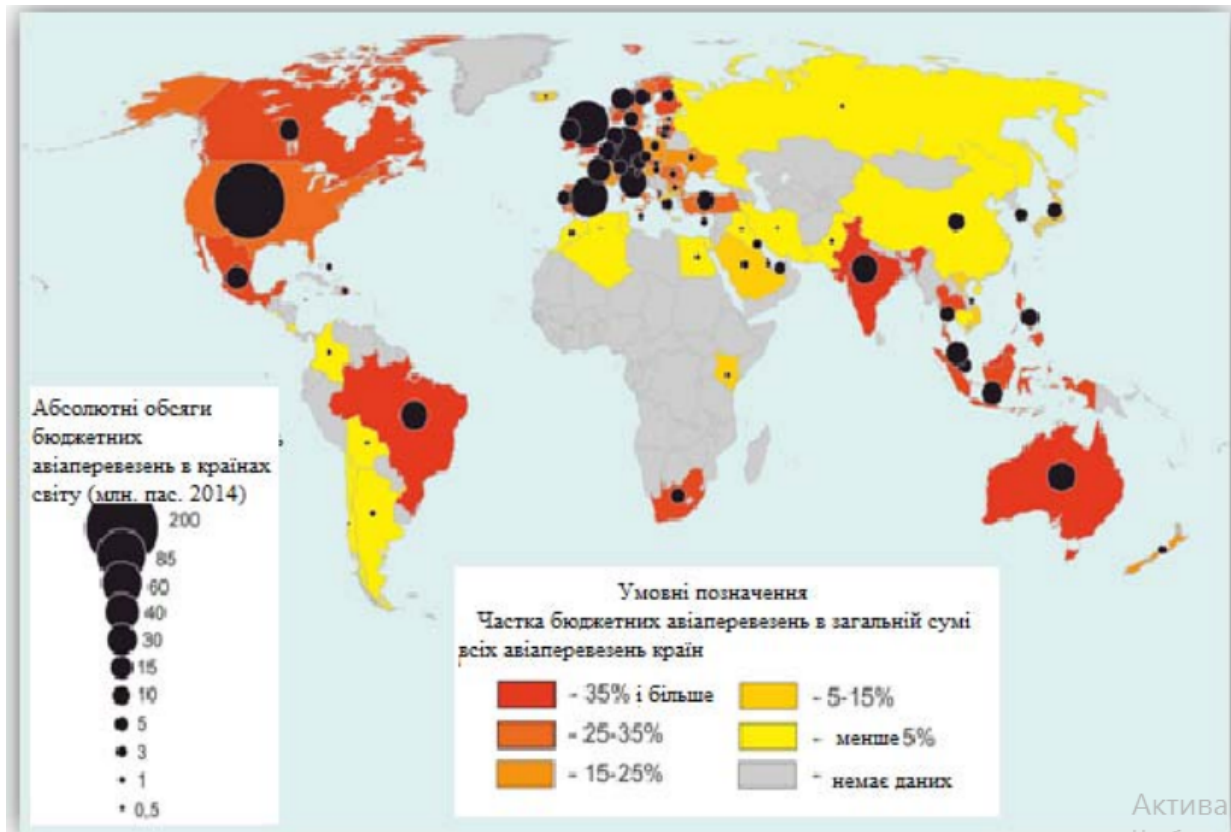 Абсолютні обсяги
бюджетних
авіаперевезень в країнах
світу (млн. пас. 2014)
200
85
60
40
30
15
10
5
3
1
0,5
Умовні позначення
Частка бюджетних авіаперевезень в загальній сумі
всіх авіаперевезень країн
- 35% і більше
- 25-35%
- 15-25%
- 5-15%
- менше 5%
- немає даних
Актива